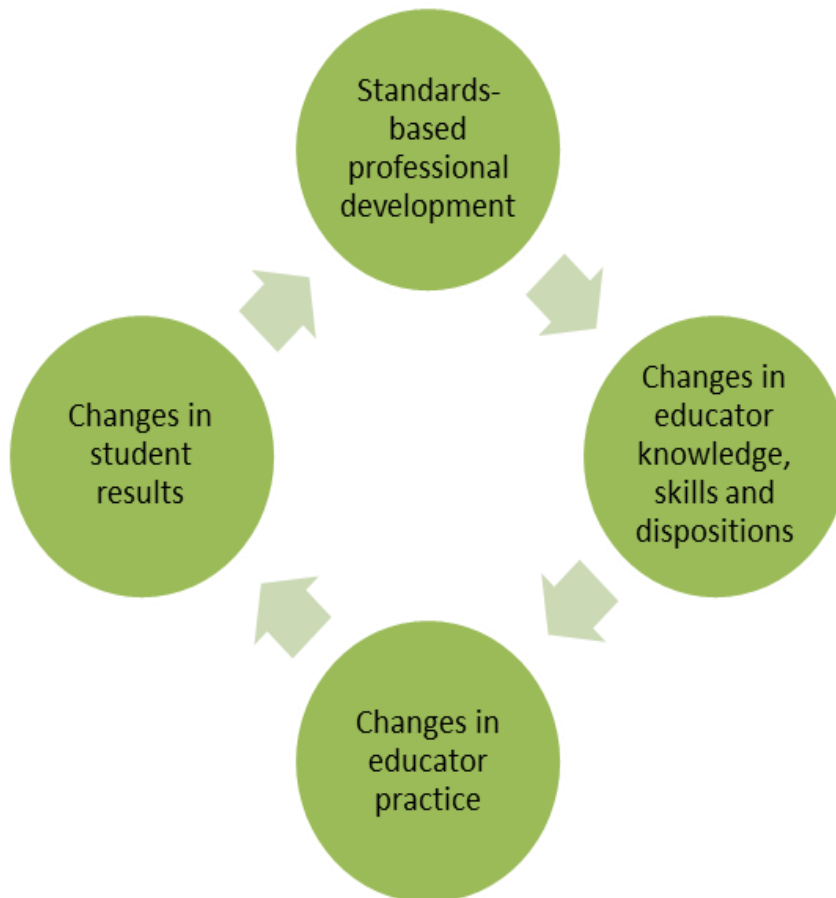 Standards-
based
professional
development
Changes in
educator
knowledge,
skills and
dispositions
Changes in
educator
practice
Changes in
student
results